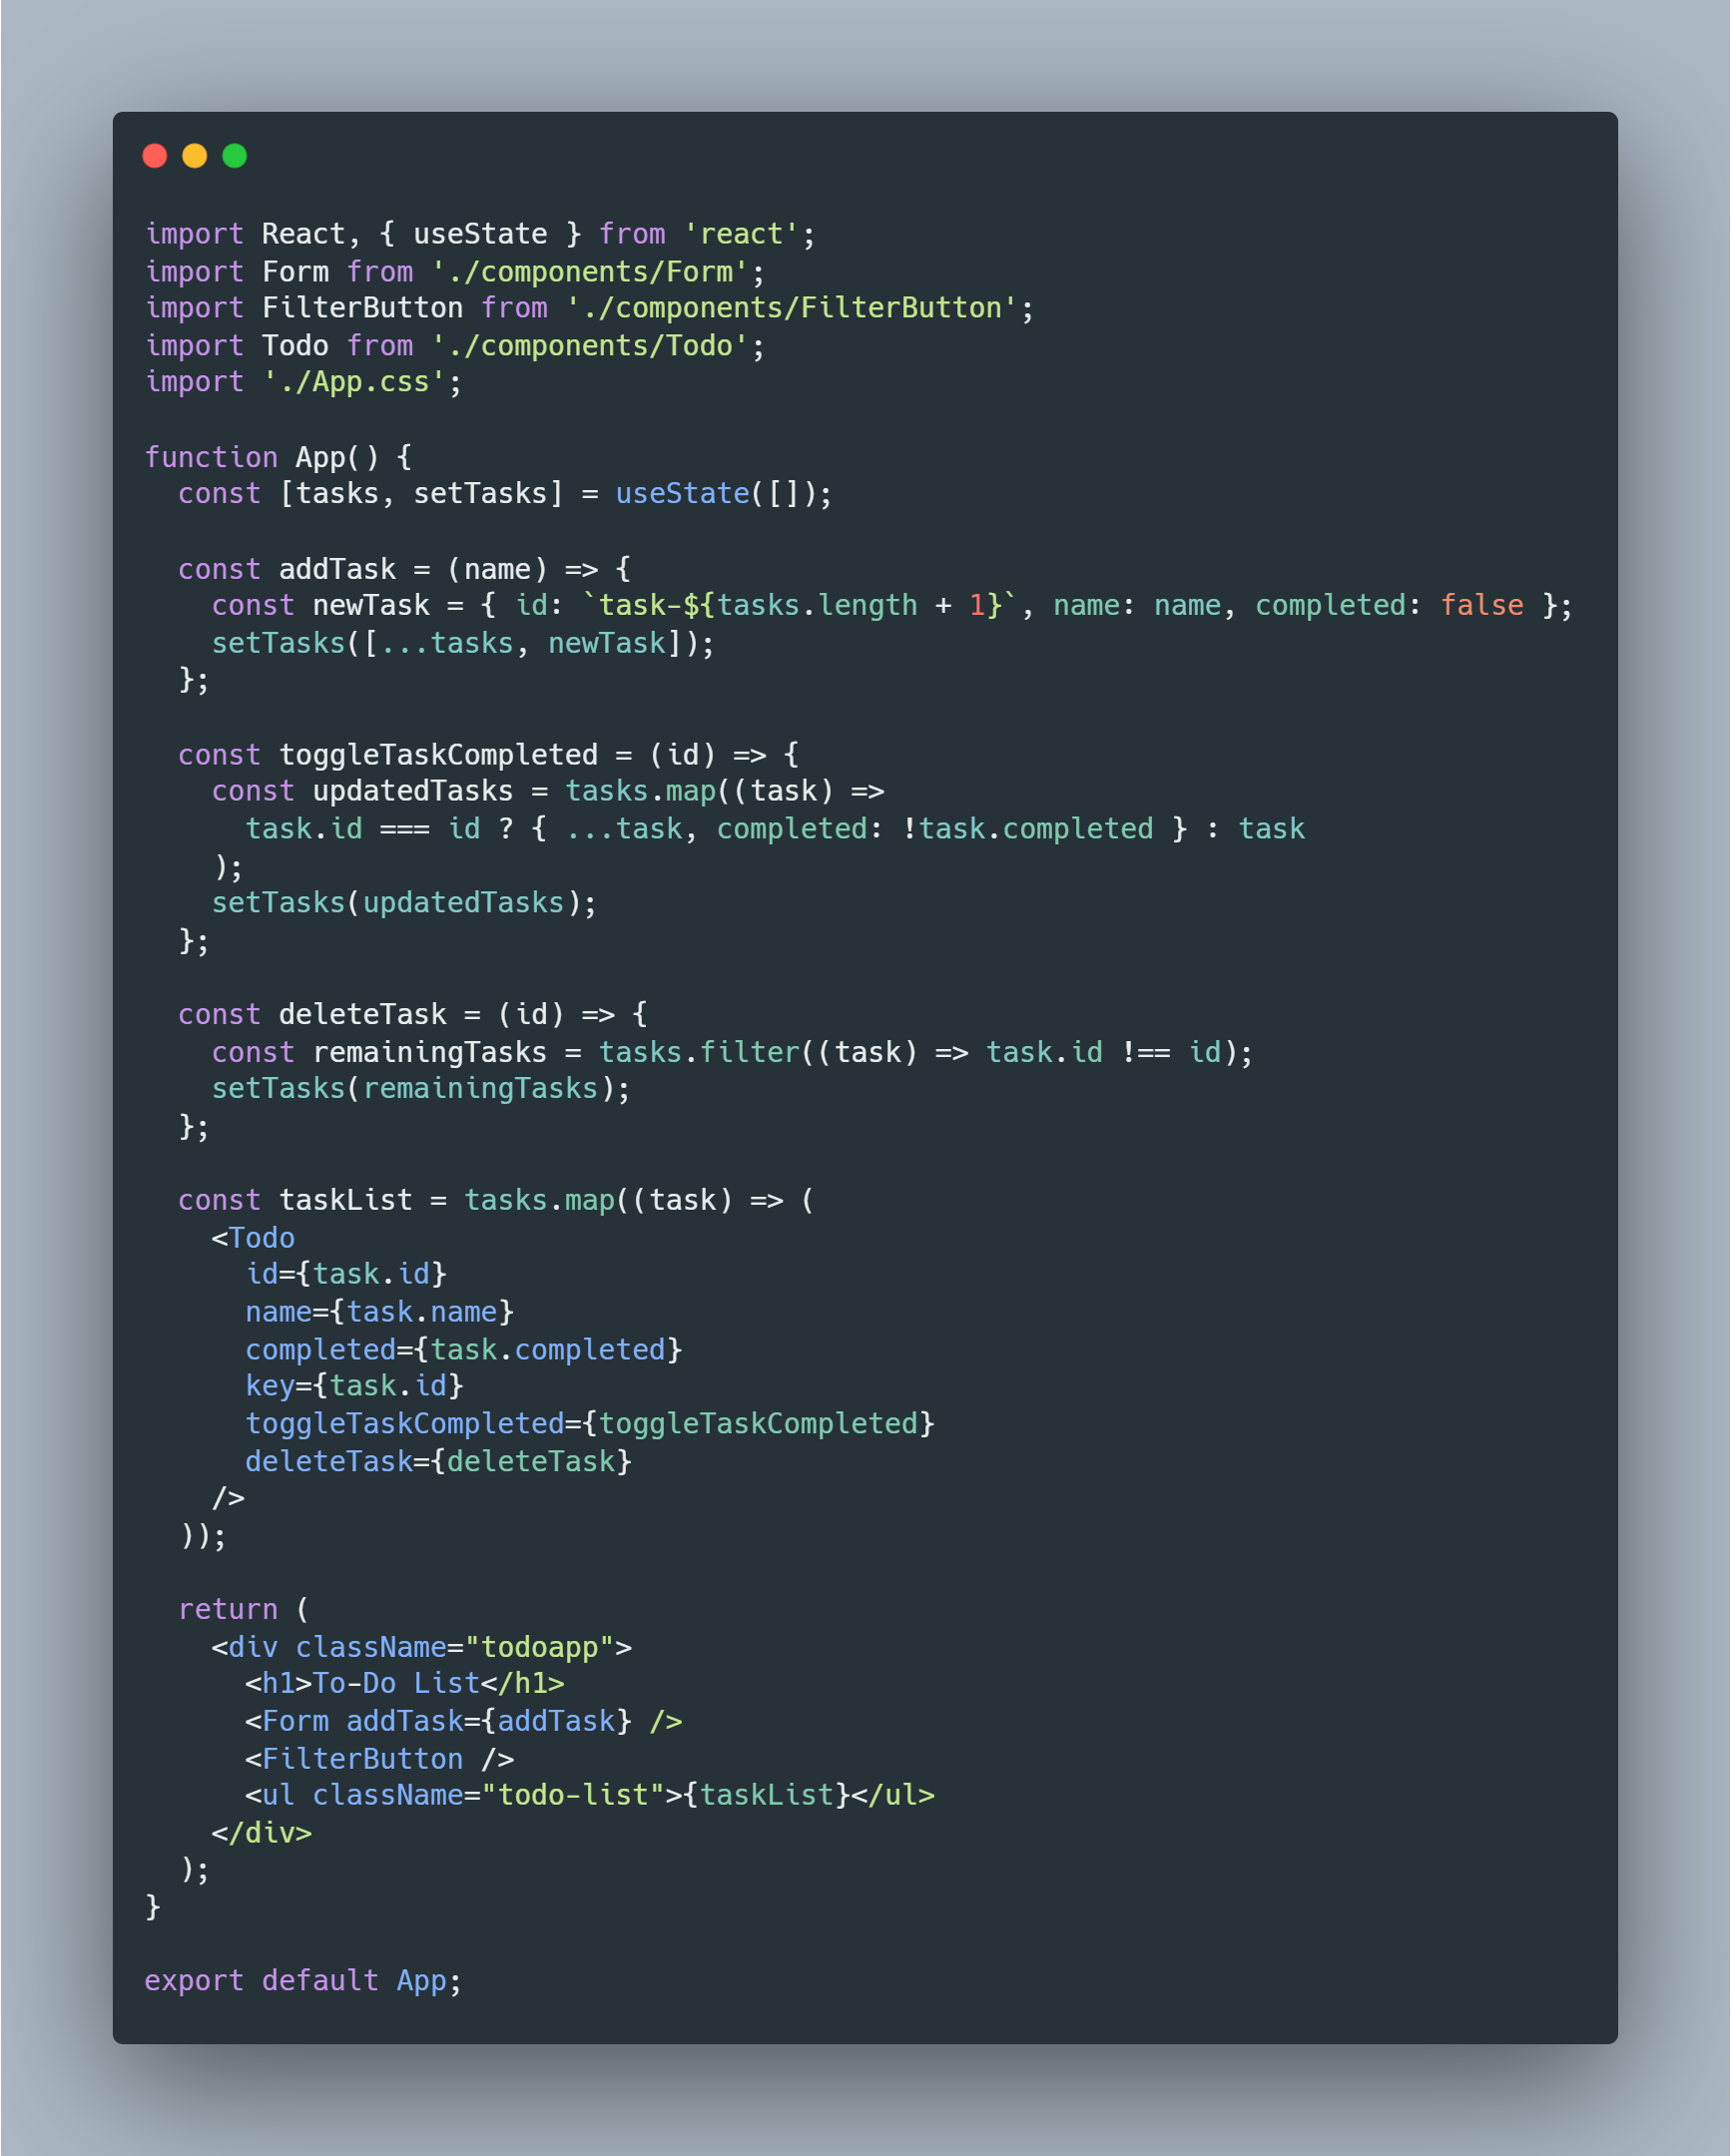 import React, { useState } from 'react';
import Form from './components/Form';
import FilterButton from './components/FilterButton';
import Todo from './components/Todo';
import './App.css';

function App() {
  const [tasks, setTasks] = useState([]);

  const addTask = (name) => {
    const newTask = { id: `task-${tasks.length + 1}`, name: name, completed: false };
    setTasks([...tasks, newTask]);
  };

  const toggleTaskCompleted = (id) => {
    const updatedTasks = tasks.map((task) =>
      task.id === id ? { ...task, completed: !task.completed } : task
    );
    setTasks(updatedTasks);
  };

  const deleteTask = (id) => {
    const remainingTasks = tasks.filter((task) => task.id !== id);
    setTasks(remainingTasks);
  };

  const taskList = tasks.map((task) => (
    <Todo
      id={task.id}
      name={task.name}
      completed={task.completed}
      key={task.id}
      toggleTaskCompleted={toggleTaskCompleted}
      deleteTask={deleteTask}
    />
  ));

  return (
    <div className="todoapp">
      <h1>To-Do List</h1>
      <Form addTask={addTask} />
      <FilterButton />
      <ul className="todo-list">{taskList}</ul>
    </div>
  );
}

export default App;